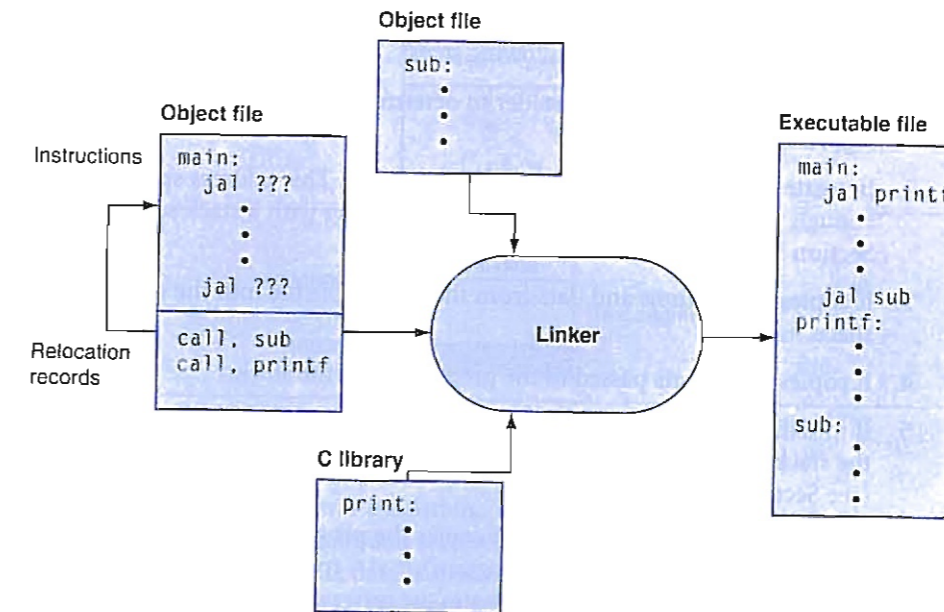 Object file
sub:
Object file
Instructions
main:
jal ???
jal ???
Relocation
records
call, sub
call, printf
Linker
C library
print:
Executable file
main:
jal printf
jal sub
printf:
sub: